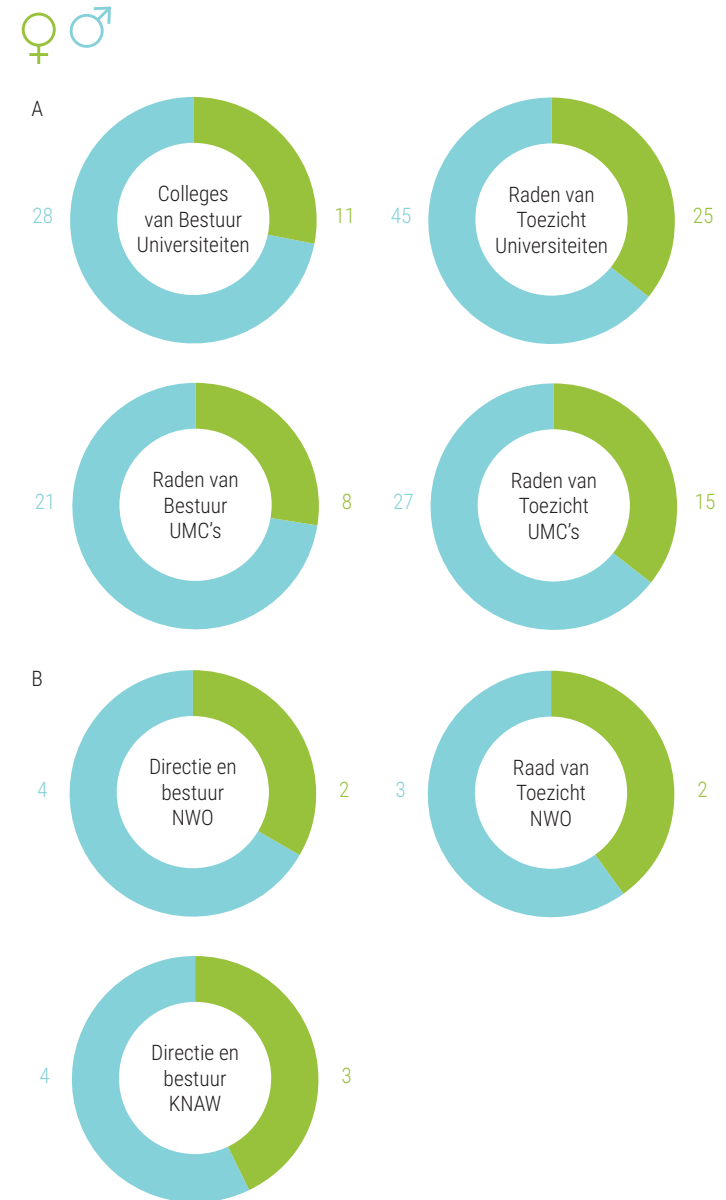 A
28
Colleges
van Bestuur
Universiteiten
11
45
Raden van
Toezicht
Universiteiten
25
21
Raden van
Bestuur
UMC's
8
27
Raden van
Toezicht
UMC's
15
B
4
Directie en
bestuur
NWO
2
3
Raad van
Toezicht
NWO
2
4
Directie en
bestuur
KNAW
3